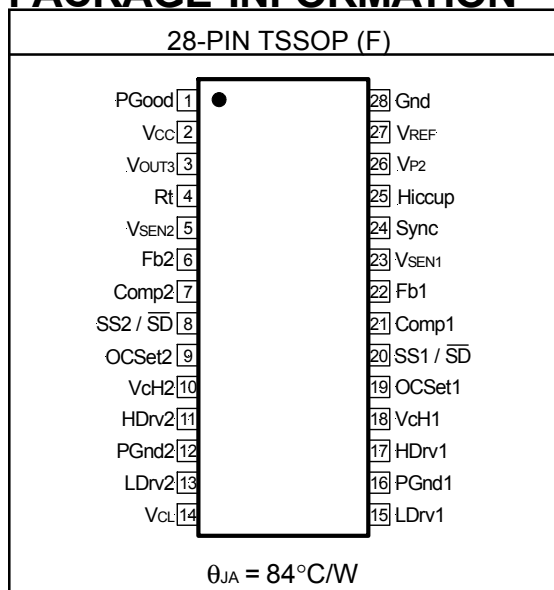 PACKAGE INFORMATION
28-PIN TSSOP (F)
PGood 1 28 Gnd
VCC 2 27 VREF
VOUT3 3 26 VP2
Rt 4 25 Hiccup
VSEN2 5 24 Sync
Fb2 6 23 VSEN1
Comp2 7 22 Fb1
SS2 / S̅D̅ 8 21 Comp1
OCSet2 9 20 SS1 / S̅D̅
VcH2 10 19 OCSet1
HDrv2 11 18 VcH1
PGnd2 12 17 HDrv1
LDrv2 13 16 PGnd1
VCL 14 15 LDrv1
θJA = 84°C/W